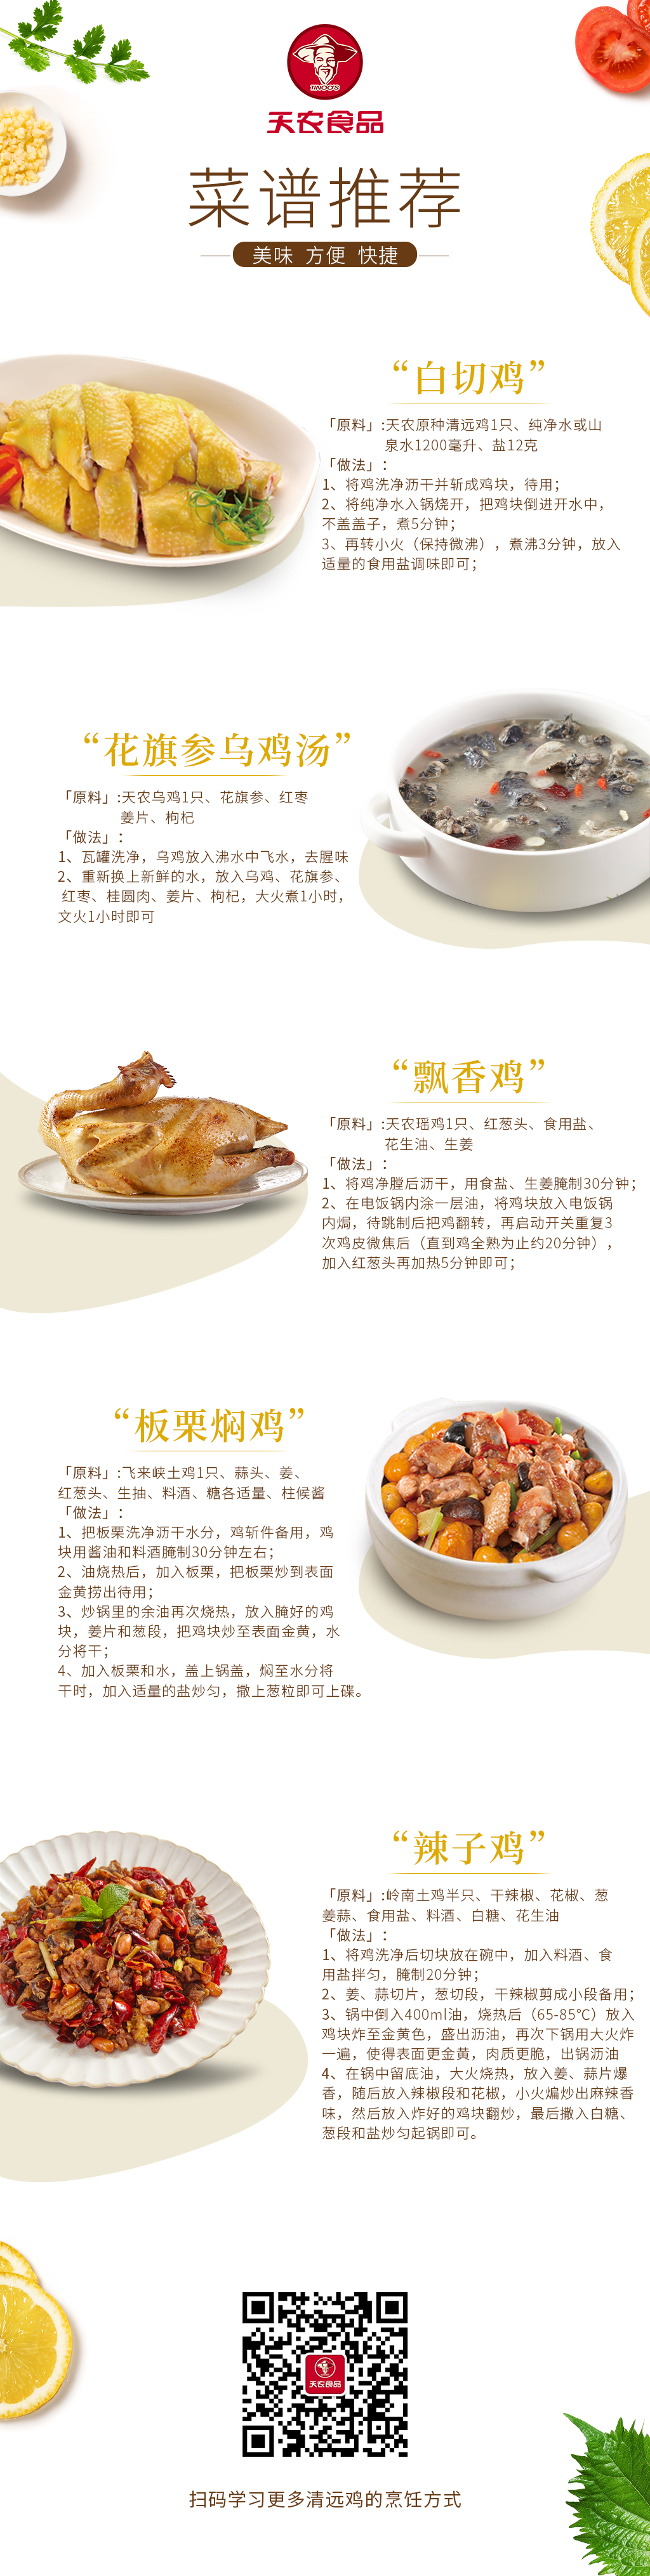 TINOO'S
天农食品
菜谱推荐
美味 方便 快捷
“白切鸡”
「原料」:天农原种清远鸡1只、纯净水或山
泉水1200毫升、盐12克
「做法」：
1、将鸡洗净沥干并斩成鸡块，待用；
2、将纯净水入锅烧开，把鸡块倒进开水中，
不盖盖子，煮5分钟；
3、再转小火（保持微沸），煮沸3分钟，放入
适量的食用盐调味即可；
“花旗参乌鸡汤”
「原料」:天农乌鸡1只、花旗参、红枣
姜片、枸杞
「做法」：
1、瓦罐洗净，乌鸡放入沸水中飞水，去腥味
2、重新换上新鲜的水，放入乌鸡、花旗参、
红枣、桂圆肉、姜片、枸杞，大火煮1小时，
文火1小时即可
“飘香鸡”
「原料」:天农瑶鸡1只、红葱头、食用盐、
花生油、生姜
「做法」：
1、将鸡净膛后沥干，用食盐、生姜腌制30分钟；
2、在电饭锅内涂一层油，将鸡块放入电饭锅
内焗，待跳制后把鸡翻转，再启动开关重复3
次鸡皮微焦后（直到鸡全熟为止约20分钟），
加入红葱头再加热5分钟即可；
“板栗焖鸡”
「原料」:飞来峡土鸡1只、蒜头、姜、
红葱头、生抽、料酒、糖各适量、柱候酱
「做法」：
1、把板栗洗净沥干水分，鸡斩件备用，鸡
块用酱油和料酒腌制30分钟左右；
2、油烧热后，加入板栗，把板栗炒到表面
金黄捞出待用；
3、炒锅里的余油再次烧热，放入腌好的鸡
块，姜片和葱段，把鸡块炒至表面金黄，水
分将干；
4、加入板栗和水，盖上锅盖，焖至水分将
干时，加入适量的盐炒匀，撒上葱粒即可上碟。
“辣子鸡”
「原料」:岭南土鸡半只、干辣椒、花椒、葱
姜蒜、食用盐、料酒、白糖、花生油
「做法」：
1、将鸡洗净后切块放在碗中，加入料酒、食
用盐拌匀，腌制20分钟；
2、姜、蒜切片，葱切段，干辣椒剪成小段备用；
3、锅中倒入400ml油，烧热后（65-85℃）放入
鸡块炸至金黄色，盛出沥油，再次下锅用大火炸
一遍，使得表面更金黄，肉质更脆，出锅沥油
4、在锅中留底油，大火烧热，放入姜、蒜片爆
香，随后放入辣椒段和花椒，小火煸炒出麻辣香
味，然后放入炸好的鸡块翻炒，最后撒入白糖、
葱段和盐炒匀起锅即可。
天农食品
扫码学习更多清远鸡的烹饪方式